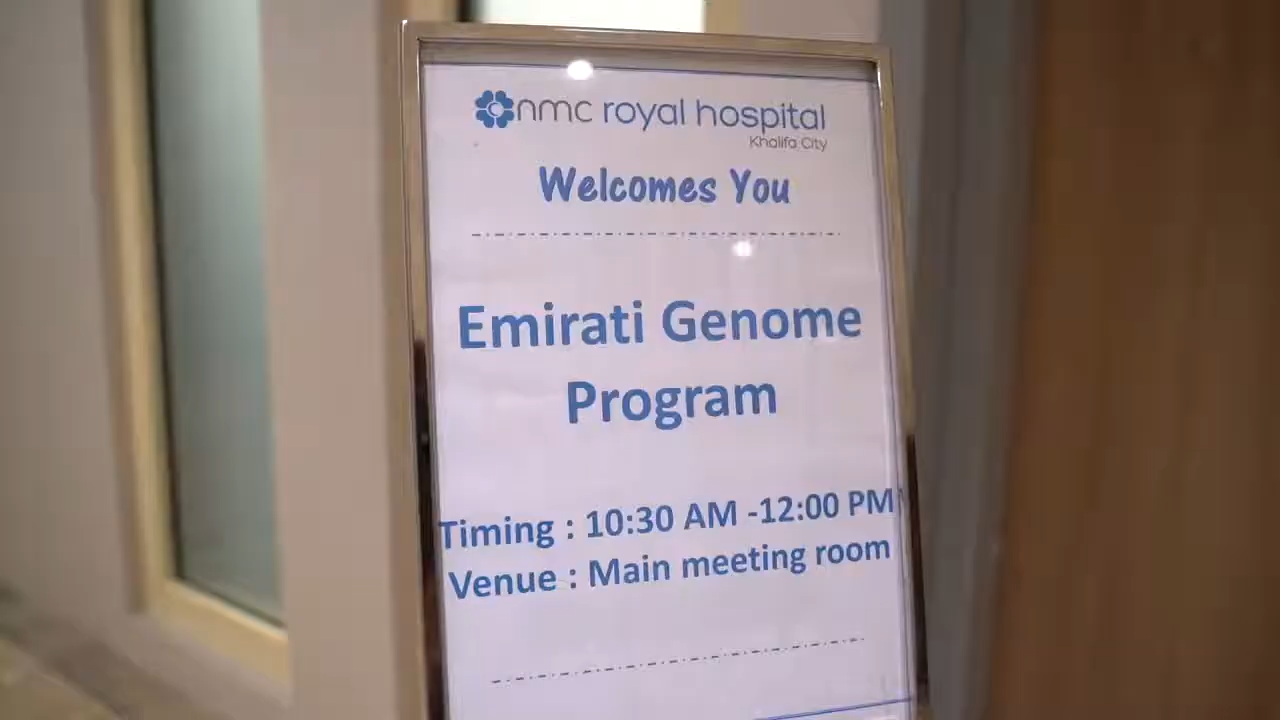 nmc royal hospital
Khalifa City
Welcomes You
Emirati Genome
Program
Timing : 10:30 AM -12:00 PM
Venue : Main meeting room